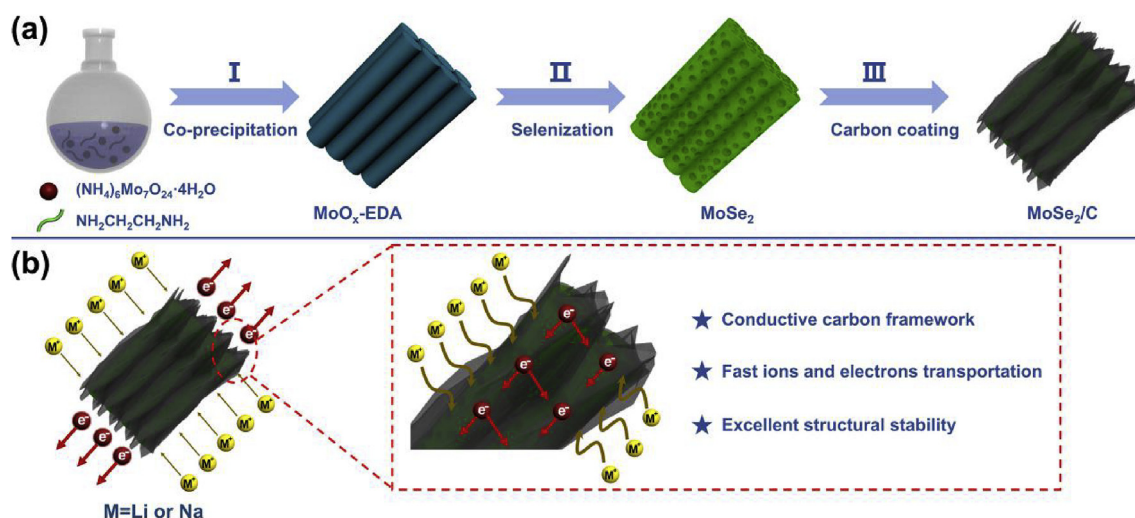 (a)
I
II
III
Co-precipitation
Selenization
Carbon coating
(NH₄)₆Mo₇O₂₄·4H₂O
NH₂CH₂CH₂NH₂
MoOₓ-EDA
MoSe₂
MoSe₂/C
(b)
M⁺
M⁺
M⁺
M⁺
M⁺
e⁻
e⁻
e⁻
e⁻
e⁻
e⁻
M⁺
M⁺
M⁺
M⁺
M⁺
M=Li or Na
M⁺
M⁺
M⁺
M⁺
e⁻
e⁻
e⁻
e⁻
e⁻
M⁺
M⁺
M⁺
★ Conductive carbon framework
★ Fast ions and electrons transportation
★ Excellent structural stability